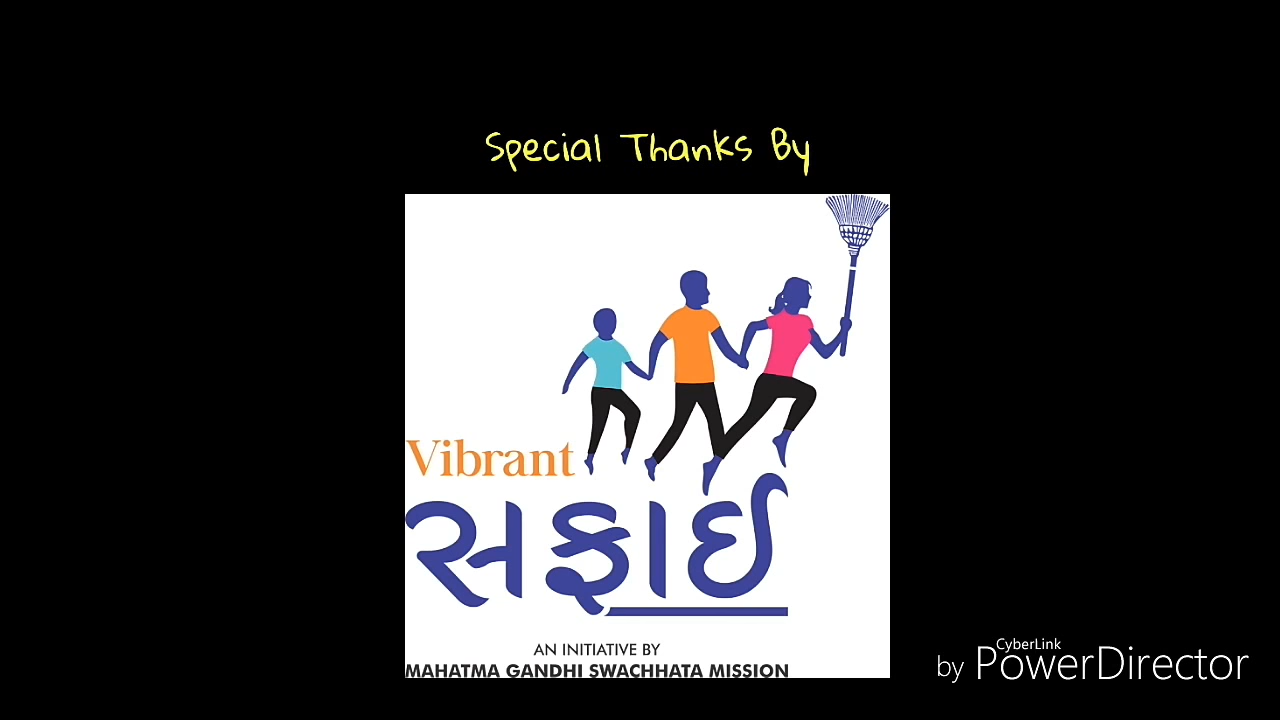 Special Thanks By
Vibrant
સફાઈ
AN INITIATIVE BY
MAHATMA GANDHI SWACHHATA MISSION
by CyberLink PowerDirector